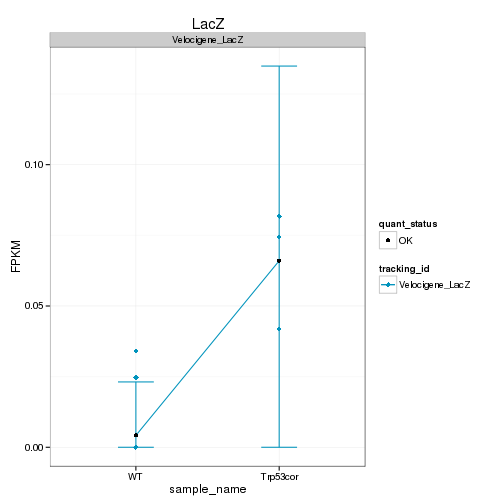 LacZ
Velocigene_LacZ
0.10
0.05
0.00
FPKM
WT Trp53cor
sample_name
quant_status
OK
tracking_id
Velocigene_LacZ